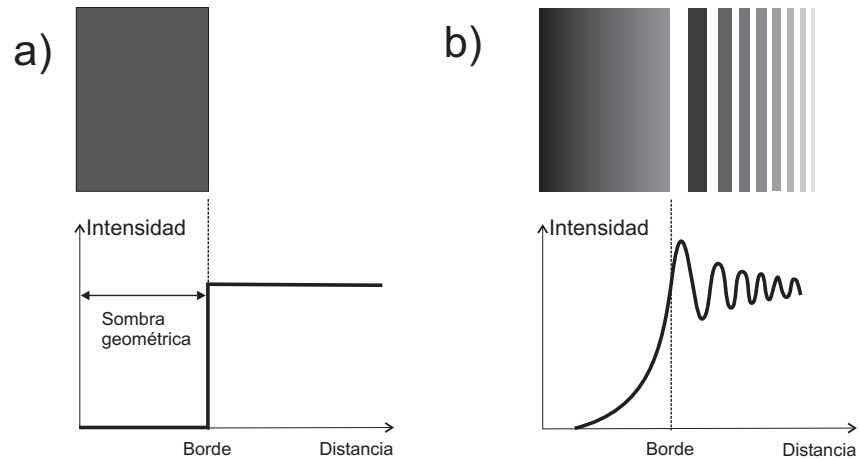 a)
b)
Intensidad
Sombra
geométrica
Borde
Distancia
Intensidad
Borde
Distancia